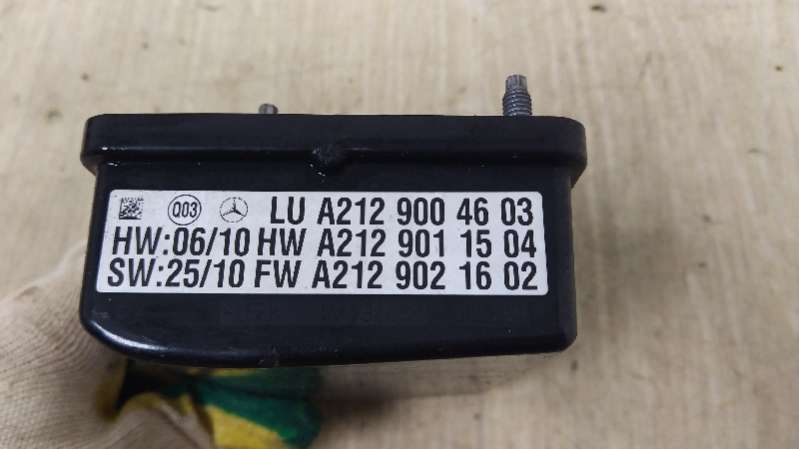 Q03 LU A212 900 46 03
HW:06/10 HW A212 901 15 04
SW:25/10 FW A212 902 16 02